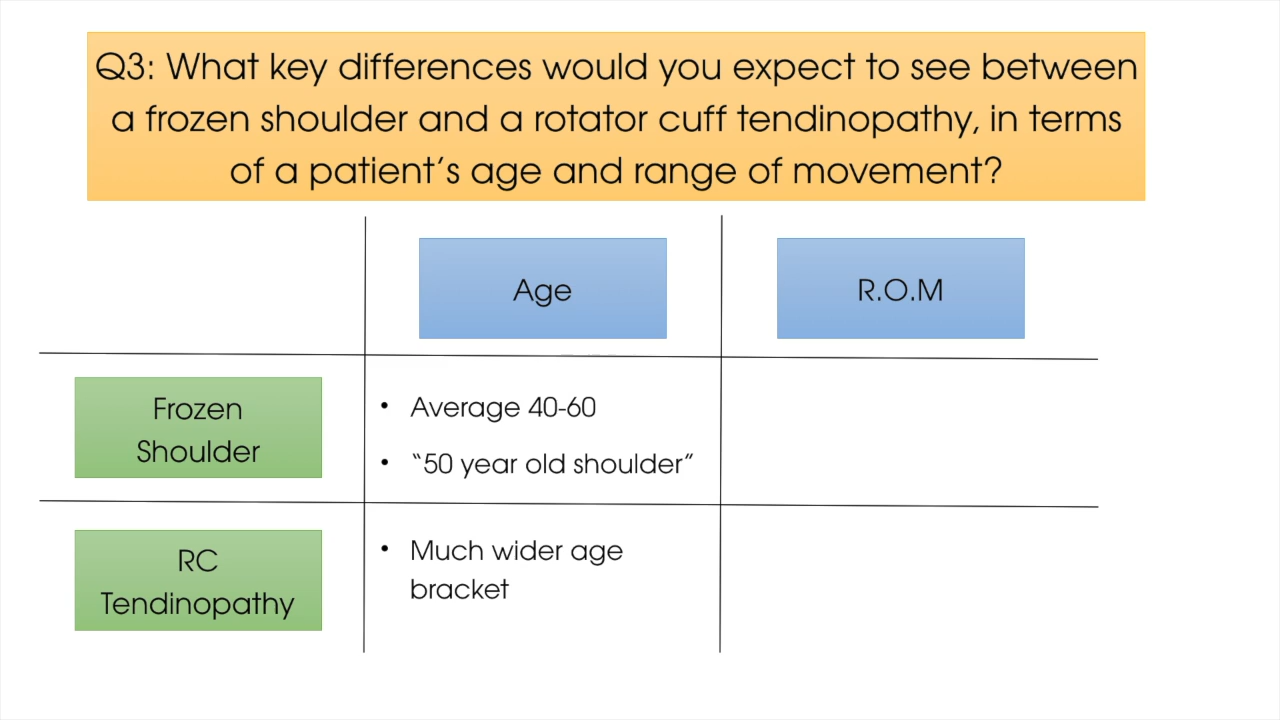 Q3: What key differences would you expect to see between
a frozen shoulder and a rotator cuff tendinopathy, in terms
of a patient’s age and range of movement?
Age
R.O.M
Frozen
Shoulder
• Average 40-60
• “50 year old shoulder”
RC
Tendinopathy
• Much wider age
bracket